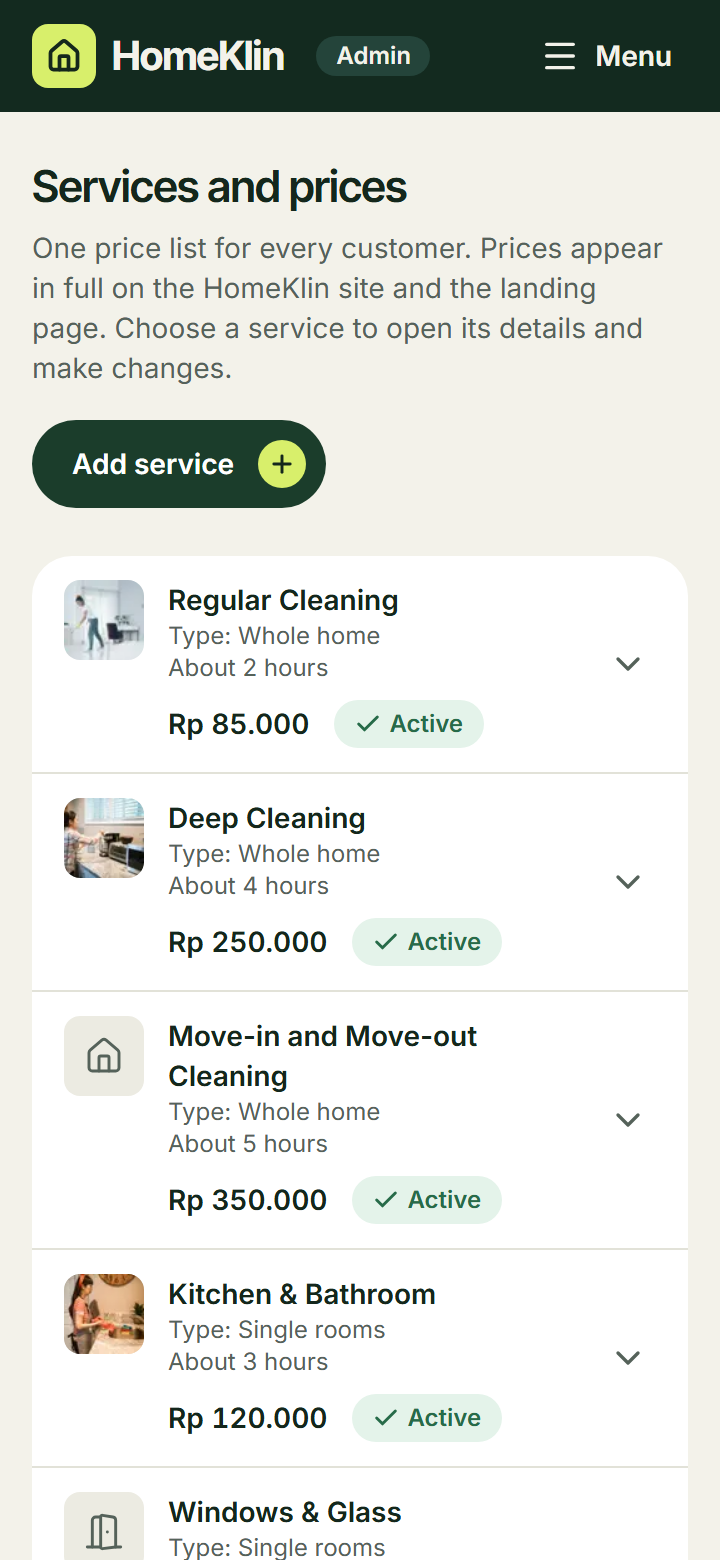 HomeKlin
Admin
Menu
Services and prices
One price list for every customer. Prices appear
in full on the HomeKlin site and the landing
page. Choose a service to open its details and
make changes.
Add service
Regular Cleaning
Type: Whole home
About 2 hours
Rp 85.000
Active
Deep Cleaning
Type: Whole home
About 4 hours
Rp 250.000
Active
Move-in and Move-out
Cleaning
Type: Whole home
About 5 hours
Rp 350.000
Active
Kitchen & Bathroom
Type: Single rooms
About 3 hours
Rp 120.000
Active
Windows & Glass
Type: Single rooms